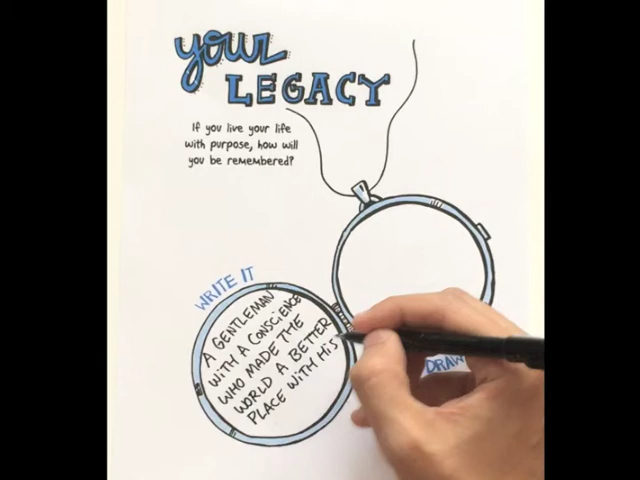 your
LEGACY
If you live your life
with purpose, how will
you be remembered?
WRITE IT
A GENTLEMAN
WITH A CONSCIENCE
WHO MADE THE
WORLD A BETTER
PLACE WITH HIS
DRAW